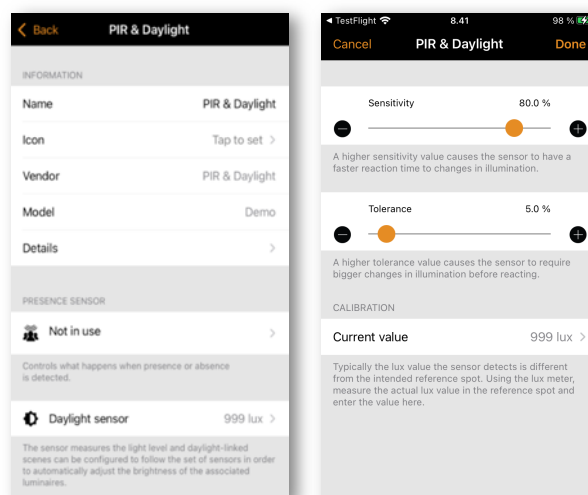 Back
PIR & Daylight
INFORMATION
Name
PIR & Daylight
Icon
Tap to set
Vendor
PIR & Daylight
Model
Demo
Details
PRESENCE SENSOR
Not in use
Controls what happens when presence or absence
is detected.
Daylight sensor
999 lux
The sensor measures the light level and daylight-linked
scenes can be configured to follow the set of sensors in order
to automatically adjust the brightness of the associated
luminaires.
TestFlight
8.41
98 %
Cancel
PIR & Daylight
Done
Sensitivity
80.0 %
A higher sensitivity value causes the sensor to have a
faster reaction time to changes in illumination.
Tolerance
5.0 %
A higher tolerance value causes the sensor to require
bigger changes in illumination before reacting.
CALIBRATION
Current value
999 lux
Typically the lux value the sensor detects is different
from the intended reference spot. Using the lux meter,
measure the actual lux value in the reference spot and
enter the value here.